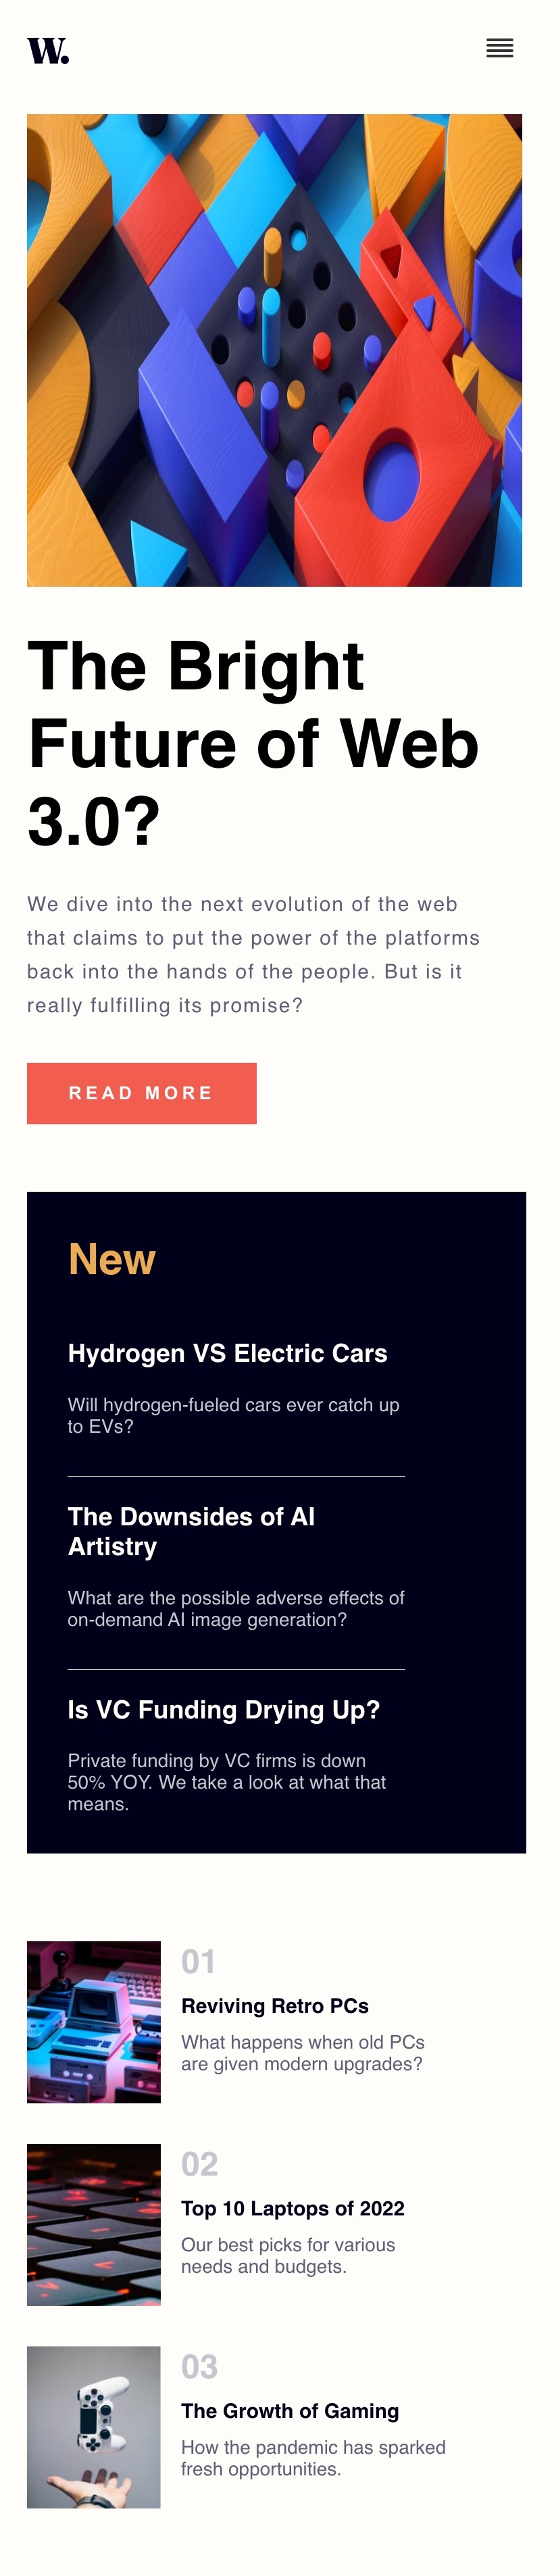 W.
The Bright
Future of Web
3.0?
We dive into the next evolution of the web
that claims to put the power of the platforms
back into the hands of the people. But is it
really fulfilling its promise?
READ MORE
New
Hydrogen VS Electric Cars
Will hydrogen-fueled cars ever catch up
to EVs?
The Downsides of AI
Artistry
What are the possible adverse effects of
on-demand AI image generation?
Is VC Funding Drying Up?
Private funding by VC firms is down
50% YOY. We take a look at what that
means.
01
Reviving Retro PCs
What happens when old PCs
are given modern upgrades?
02
Top 10 Laptops of 2022
Our best picks for various
needs and budgets.
03
The Growth of Gaming
How the pandemic has sparked
fresh opportunities.